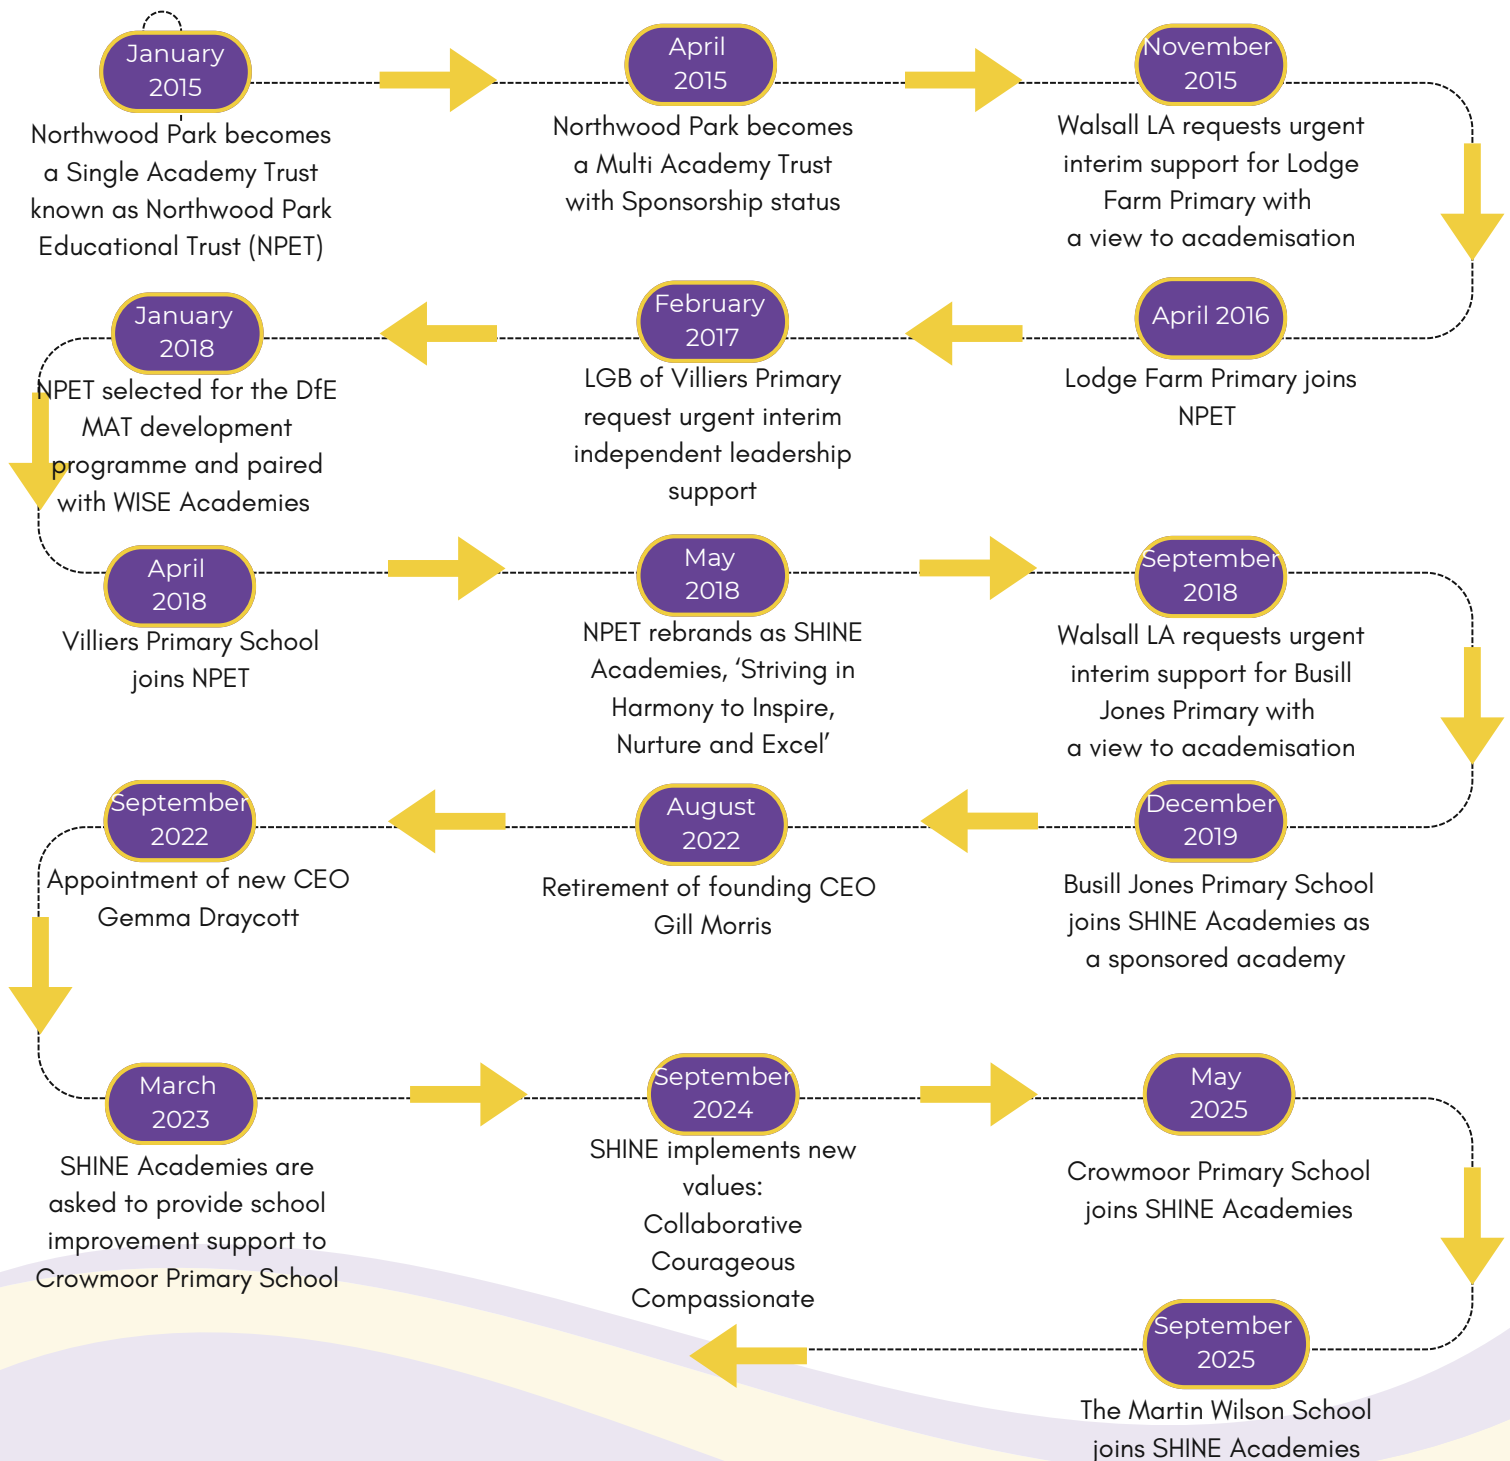 January
2015
Northwood Park becomes
a Single Academy Trust
known as Northwood Park
Educational Trust (NPET)
April
2015
Northwood Park becomes
a Multi Academy Trust
with Sponsorship status
November
2015
Walsall LA requests urgent
interim support for Lodge
Farm Primary with
a view to academisation
April 2016
Lodge Farm Primary joins
NPET
February
2017
LGB of Villiers Primary
request urgent interim
independent leadership
support
January
2018
NPET selected for the DfE
MAT development
programme and paired
with WISE Academies
April
2018
Villiers Primary School
joins NPET
May
2018
NPET rebrands as SHINE
Academies, ‘Striving in
Harmony to Inspire,
Nurture and Excel’
September
2018
Walsall LA requests urgent
interim support for Busill
Jones Primary with
a view to academisation
December
2019
Busill Jones Primary School
joins SHINE Academies as
a sponsored academy
August
2022
Retirement of founding CEO
Gill Morris
September
2022
Appointment of new CEO
Gemma Draycott
March
2023
SHINE Academies are
asked to provide school
improvement support to
Crowmoor Primary School
September
2024
SHINE implements new
values:
Collaborative
Courageous
Compassionate
May
2025
Crowmoor Primary School
joins SHINE Academies
September
2025
The Martin Wilson School
joins SHINE Academies